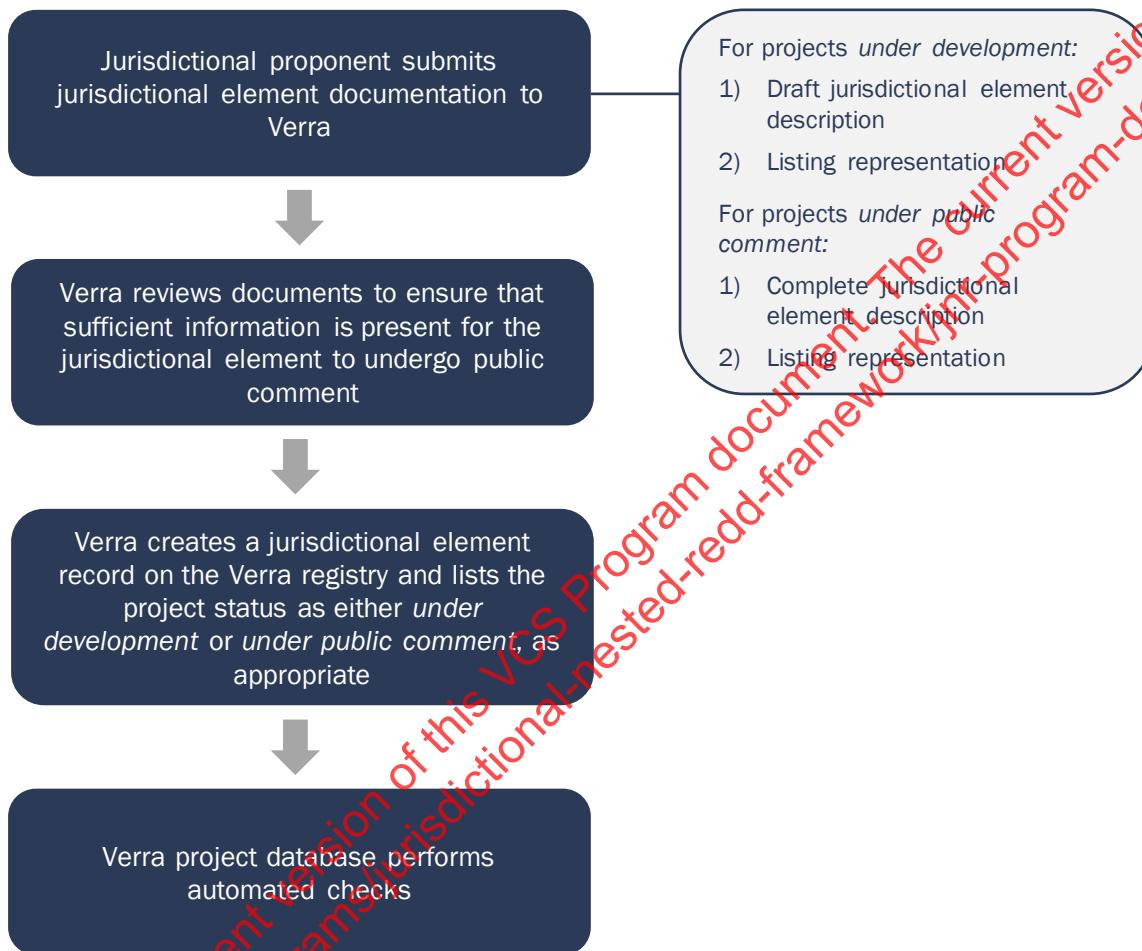 Jurisdictional proponent submits
jurisdictional element documentation to
Verra
For projects under development:
1) Draft jurisdictional element
description
2) Listing representation
For projects under public
comment:
1) Complete jurisdictional
element description
2) Listing representation
Verra reviews documents to ensure that
sufficient information is present for the
jurisdictional element to undergo public
comment
Verra creates a jurisdictional element
record on the Verra registry and lists the
project status as either under
development or under public comment, as
appropriate
Verra project database performs
automated checks
version of this VCS Program document. The current
jurisdictional-nested-redd-framework/jnr-program-